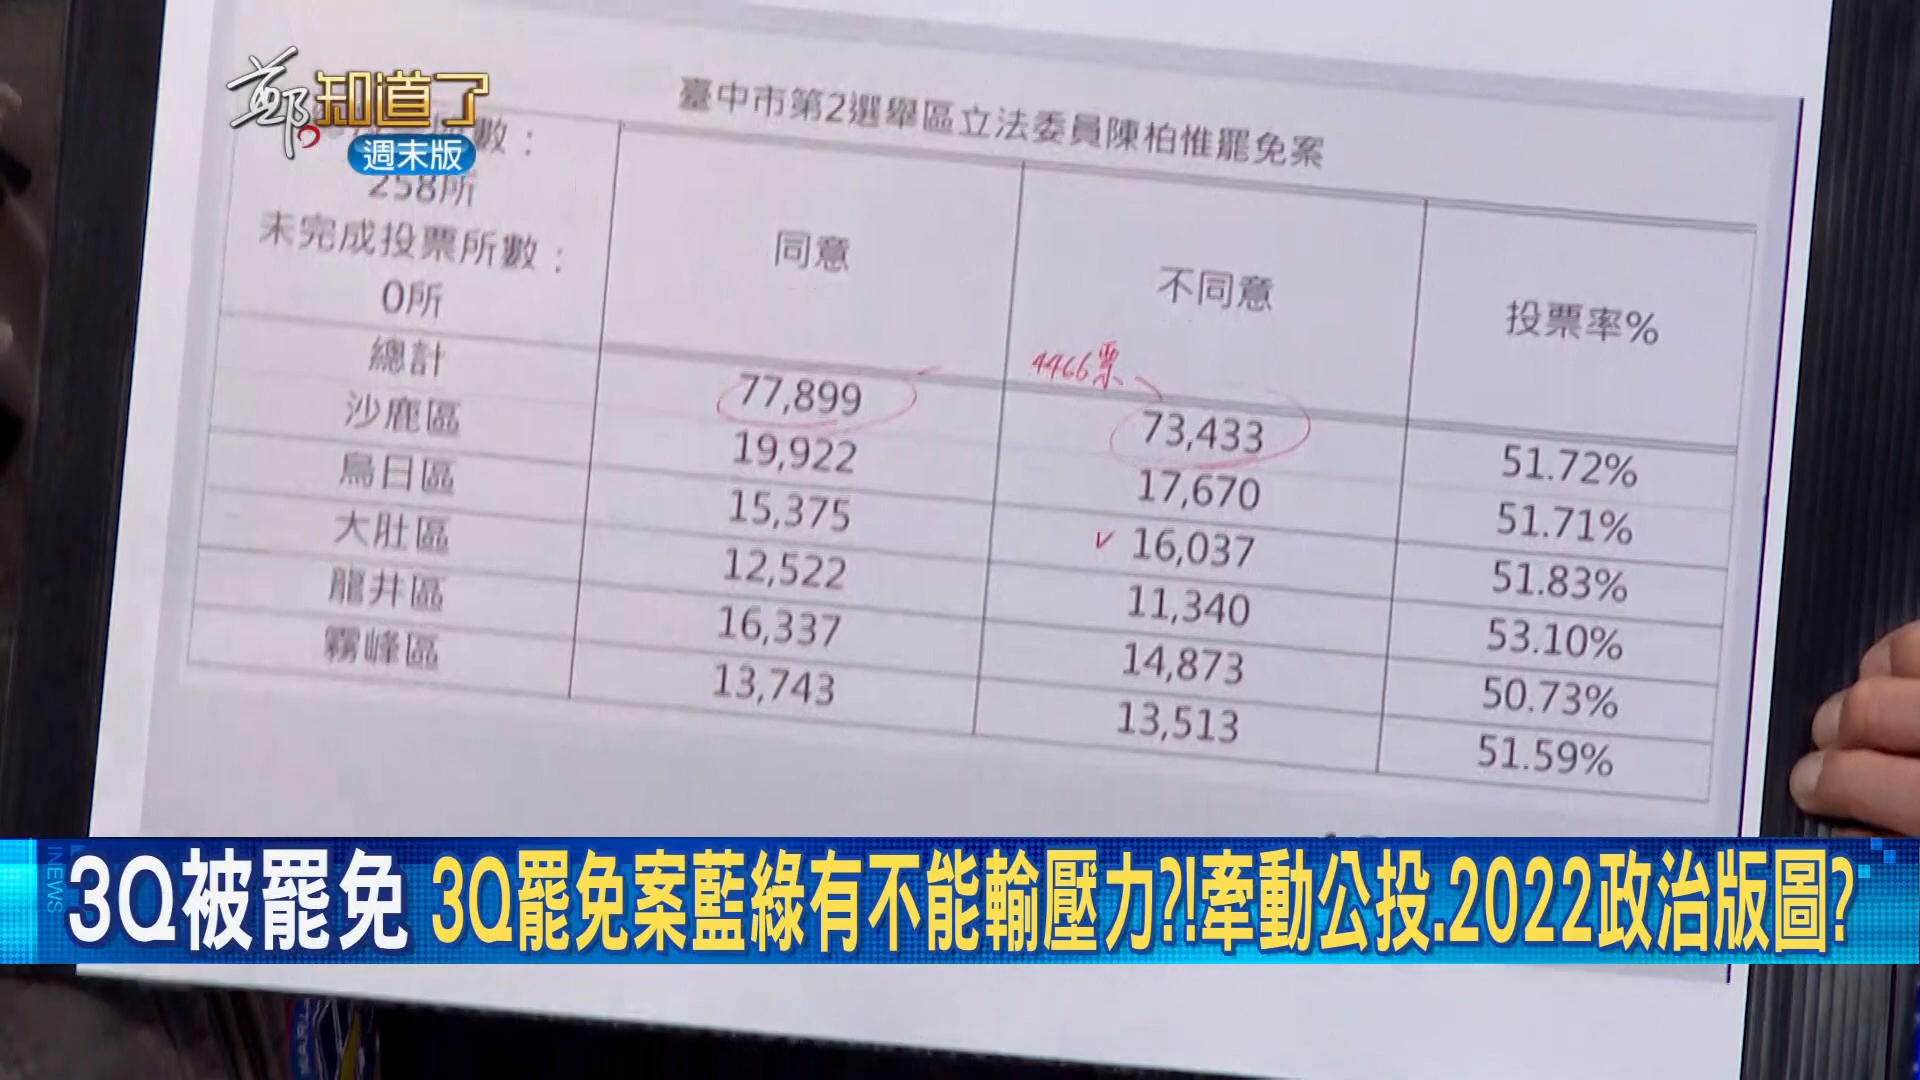 鄭知道了
週末版
臺中市第2選舉區立法委員陳柏惟罷免案
數：
258所
未完成投票所數：
0所
同意
不同意
投票率%
4466票
總計 77,899 73,433 51.72%
沙鹿區 19,922 17,670 51.71%
烏日區 15,375 ✓ 16,037 51.83%
大肚區 12,522 11,340 53.10%
龍井區 16,337 14,873 50.73%
霧峰區 13,743 13,513 51.59%
INEWS
3Q被罷免 3Q罷免案藍綠有不能輸壓力?!牽動公投.2022政治版圖?